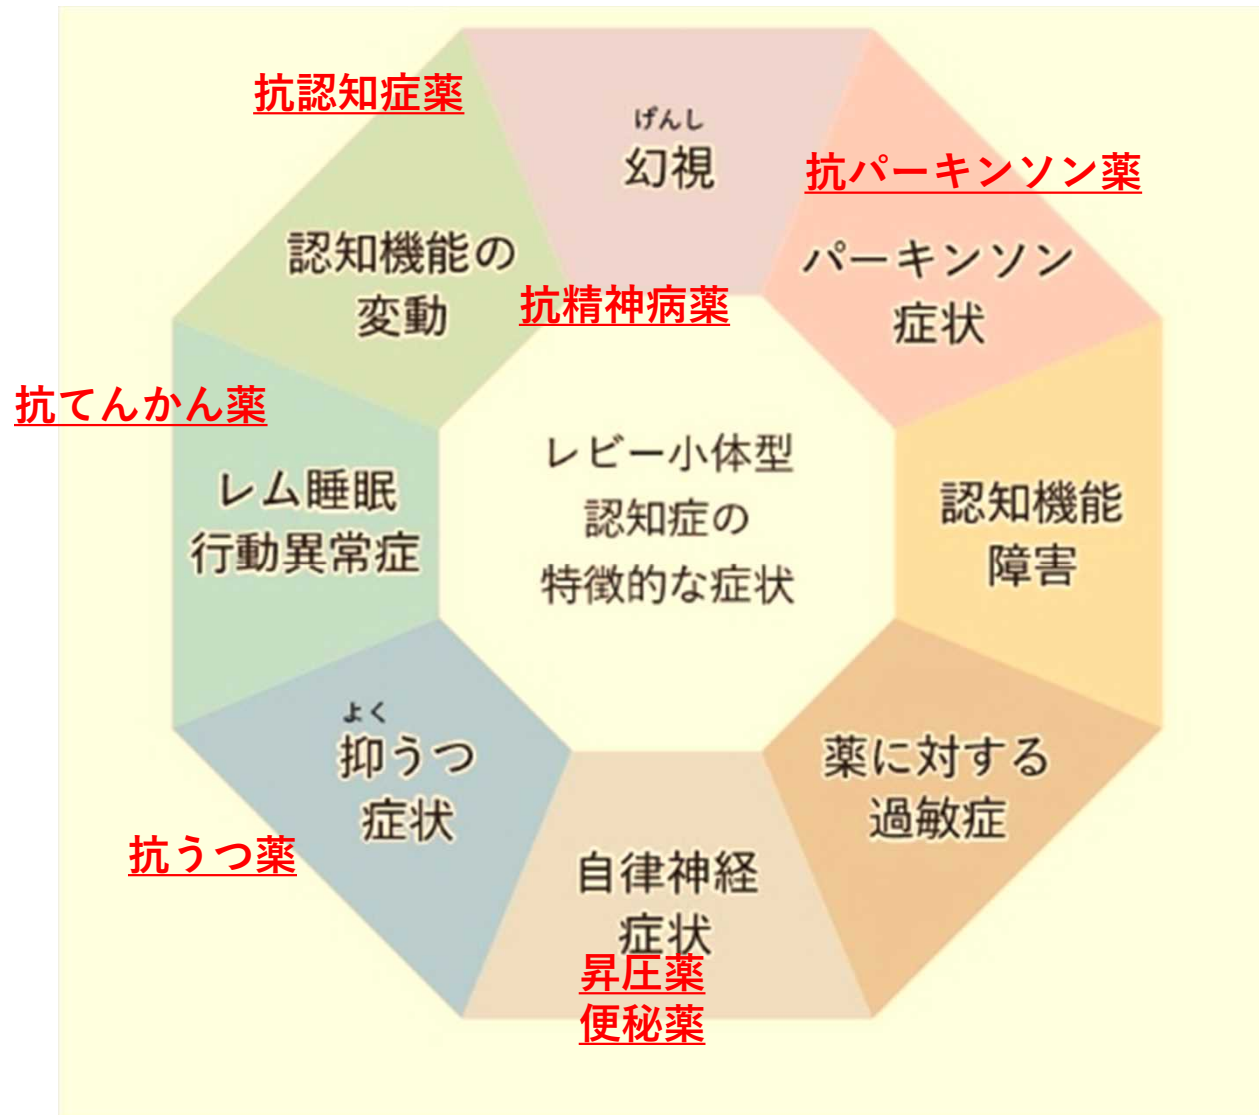 抗認知症薬
げんし
幻視
抗パーキンソン薬
パーキンソン
症状
認知機能の
変動
抗精神病薬
抗てんかん薬
レム睡眠
行動異常症
レビー小体型
認知症の
特徴的な症状
認知機能
障害
よく
抑うつ
症状
抗うつ薬
薬に対する
過敏症
自律神経
症状
昇圧薬
便秘薬